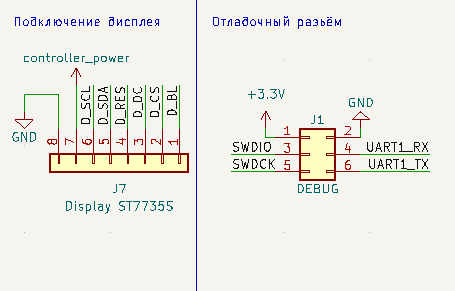 Подключение дисплея
controller_power
GND
D_SCL
D_SDA
D_RES
D_DC
D_CS
D_BL
8 7 6 5 4 3 2 1
J7
Display ST7735S
Отладочный разъём
+3.3V
J1
GND
1 2
SWDIO 3 4 UART1_RX
SWDCK 5 6 UART1_TX
DEBUG